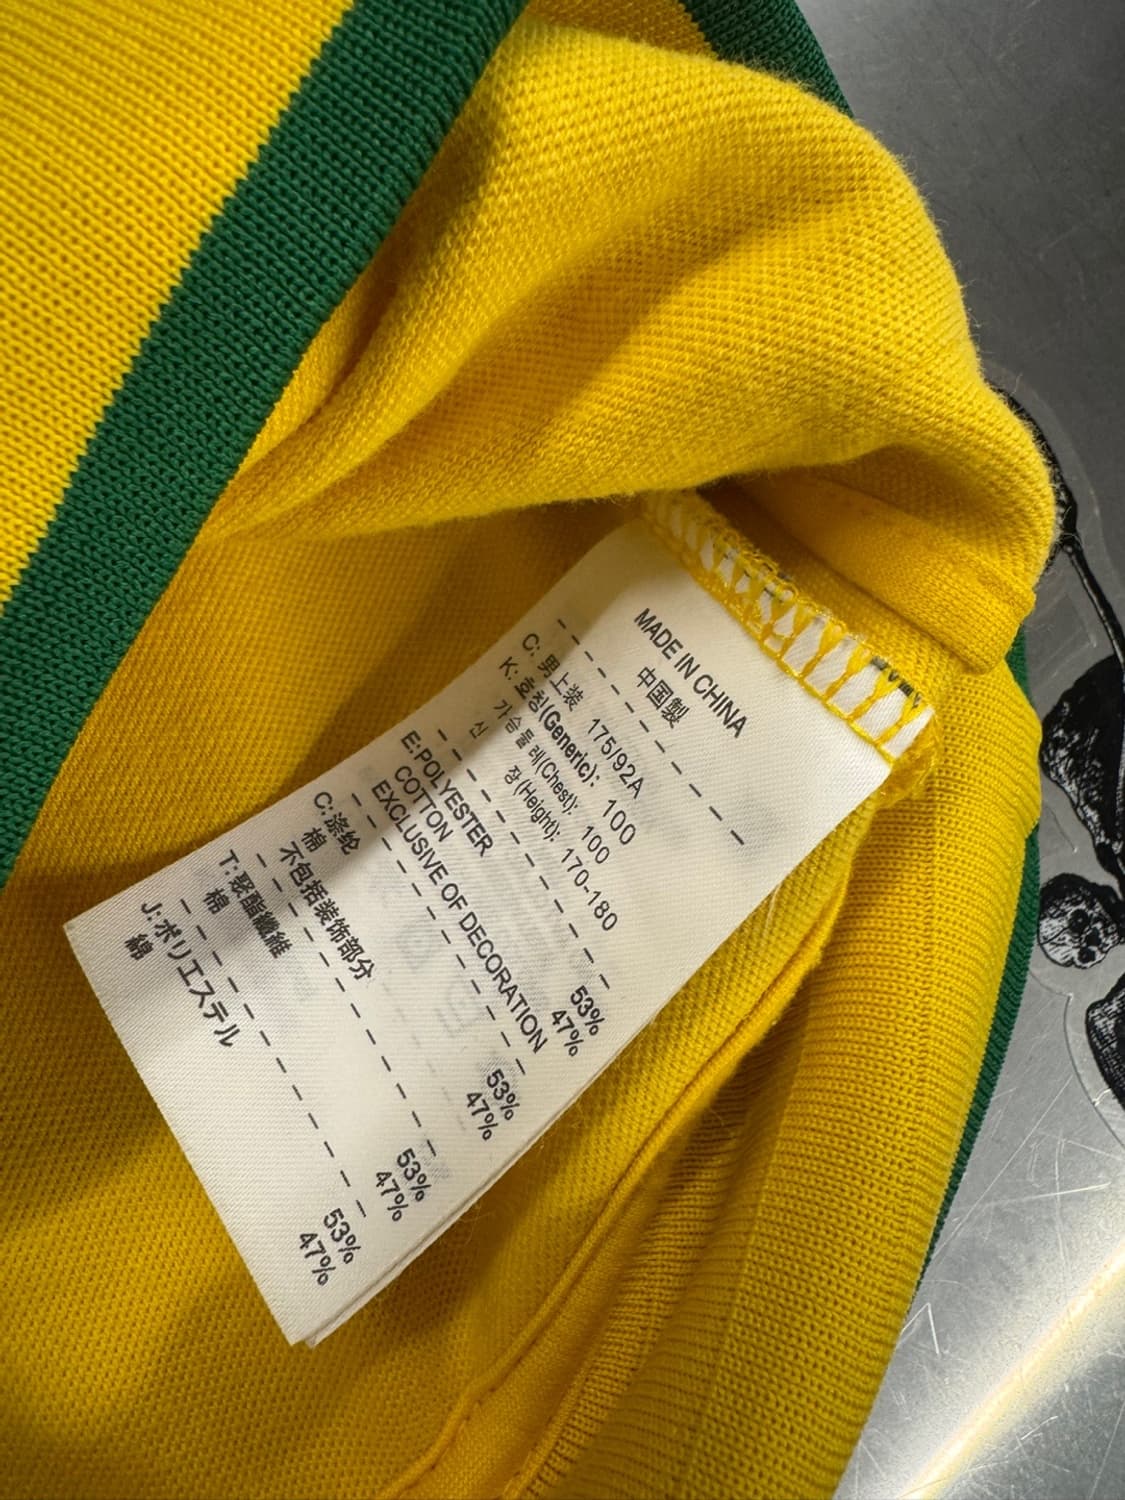 MADE IN CHINA
中国製
C: 男上装 175/92A
K: 호칭(Generic): 100
가슴둘레(Chest): 100
신 장(Height): 170-180
E:POLYESTER 53%
COTTON 47%
EXCLUSIVE OF DECORATION
C:涤纶 53%
棉 47%
不包括装饰部分
T:聚酯纖維 53%
棉 47%
J:ポリエステル 53%
綿 47%